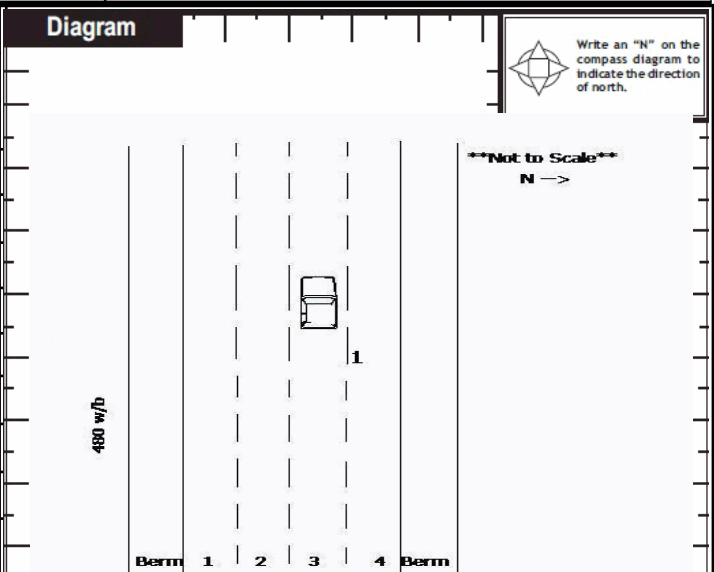 Diagram
Write an “N” on the
compass diagram to
indicate the direction
of north.
**Not to Scale**
N -->
1
480 w/b
Berm 1 2 3 4 Berm